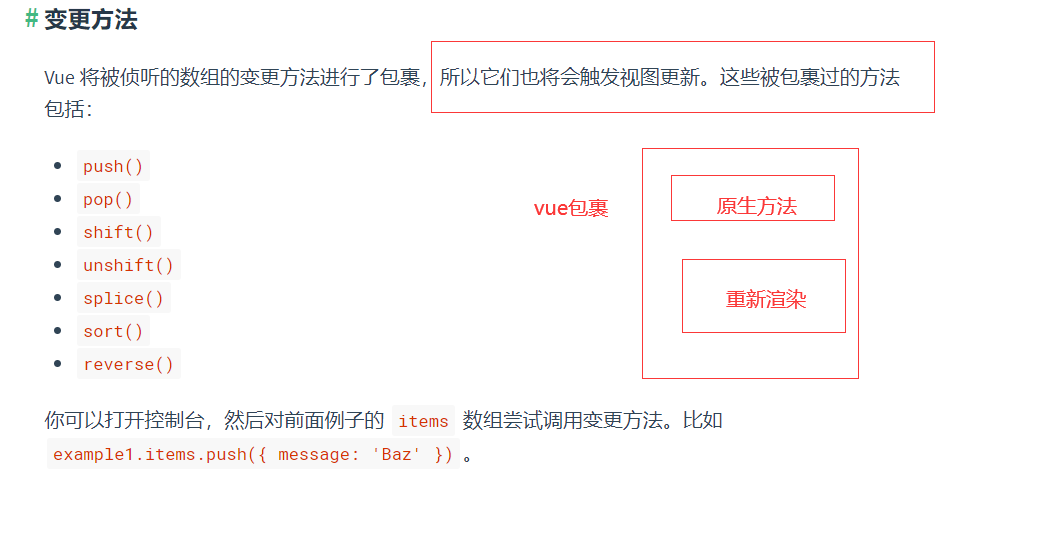 # 变更方法
Vue 将被侦听的数组的变更方法进行了包裹，所以它们也将会触发视图更新。这些被包裹过的方法
包括：
push()
pop()
shift()
unshift()
splice()
sort()
reverse()
vue包裹
原生方法
重新渲染
你可以打开控制台，然后对前面例子的 items 数组尝试调用变更方法。比如
example1.items.push({ message: 'Baz' }) 。